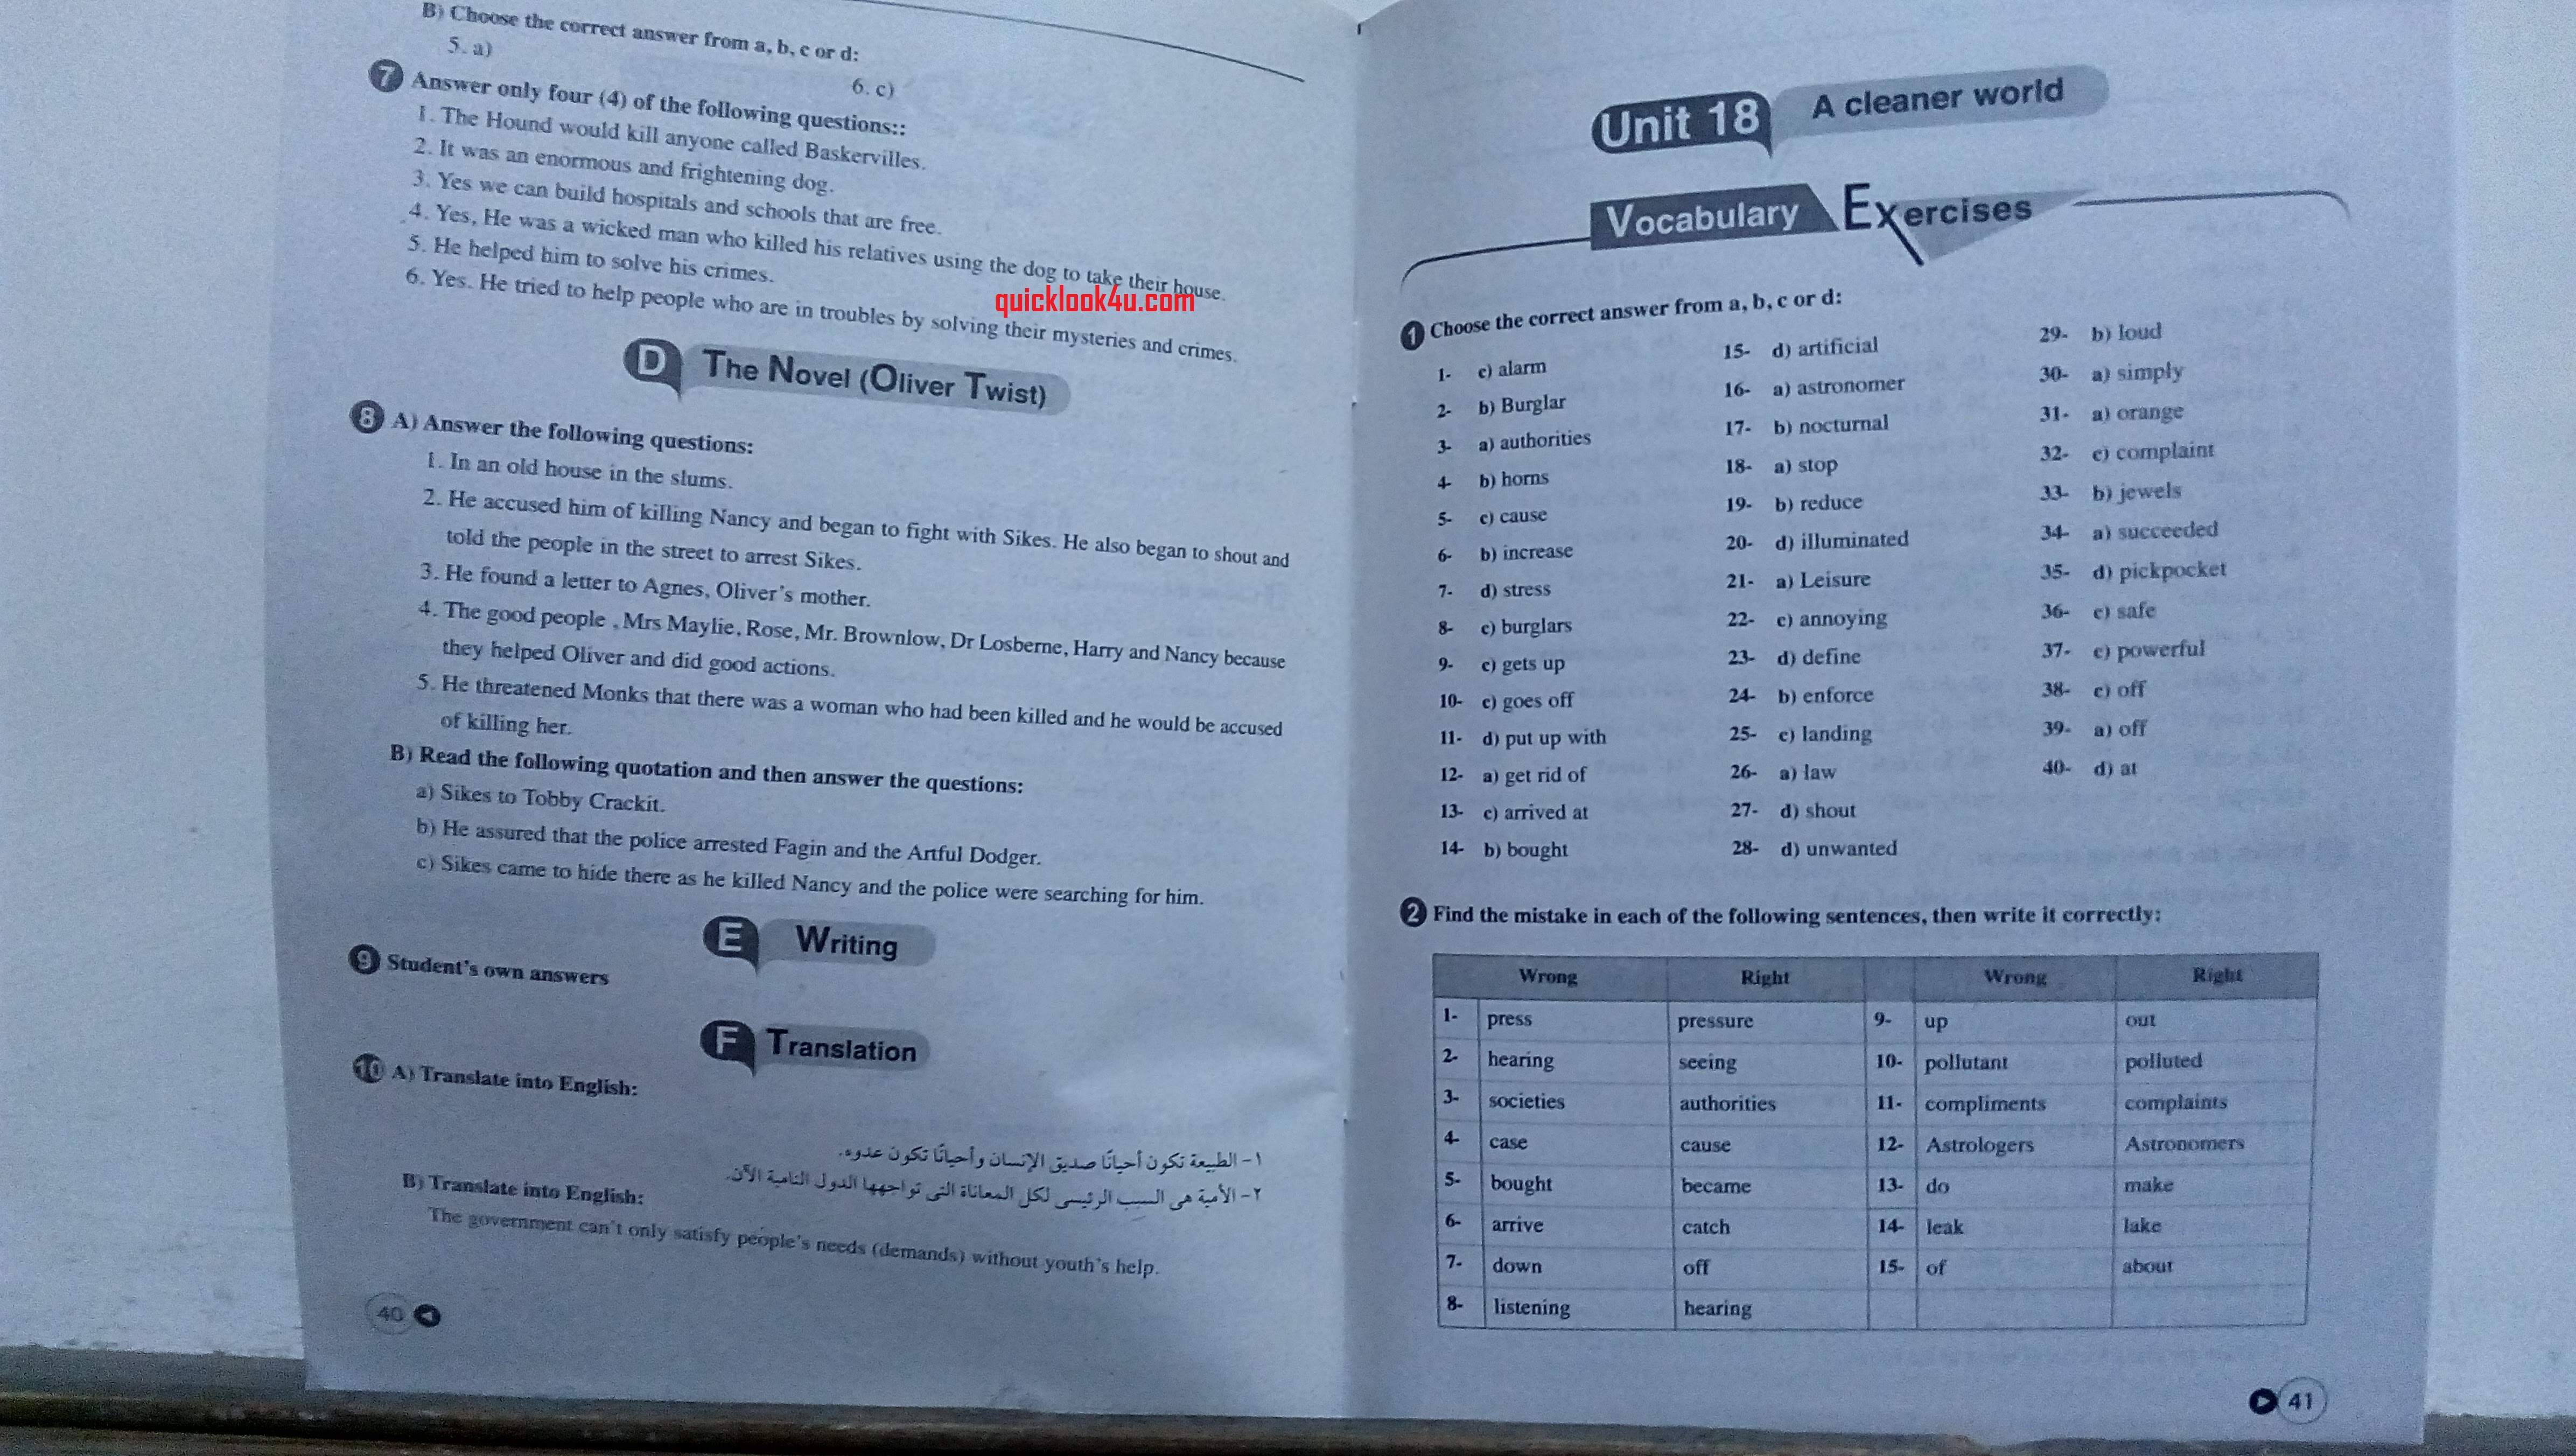 B) Choose the correct answer from a, b, c or d:
5. a)
6. c)
7 Answer only four (4) of the following questions::
1. The Hound would kill anyone called Baskervilles.
2. It was an enormous and frightening dog.
3. Yes we can build hospitals and schools that are free.
4. Yes, He was a wicked man who killed his relatives using the dog to take their house.
5. He helped him to solve his crimes.
6. Yes. He tried to help people who are in troubles by solving their mysteries and crimes.
quicklook4u.com
D The Novel (Oliver Twist)
8 A) Answer the following questions:
1. In an old house in the slums.
2. He accused him of killing Nancy and began to fight with Sikes. He also began to shout and
told the people in the street to arrest Sikes.
3. He found a letter to Agnes, Oliver's mother.
4. The good people , Mrs Maylie, Rose, Mr. Brownlow, Dr Losberne, Harry and Nancy because
they helped Oliver and did good actions.
5. He threatened Monks that there was a woman who had been killed and he would be accused
of killing her.
B) Read the following quotation and then answer the questions:
a) Sikes to Tobby Crackit.
b) He assured that the police arrested Fagin and the Artful Dodger.
c) Sikes came to hide there as he killed Nancy and the police were searching for him.
E Writing
9 Student's own answers
F Translation
10 A) Translate into English:
١- الطبيعة تكون أحيانًا صديق الإنسان وأحيانًا تكون عدوه.
٢- الأمية هى السبب الرئيسى لكل المعاناة التى تواجهها الدول النامية الآن.
B) Translate into English:
The government can't only satisfy people's needs (demands) without youth's help.
40
Unit 18 A cleaner world
Vocabulary Exercises
1 Choose the correct answer from a, b, c or d:
1- c) alarm
2- b) Burglar
3- a) authorities
4- b) horns
5- c) cause
6- b) increase
7- d) stress
8- c) burglars
9- c) gets up
10- c) goes off
11- d) put up with
12- a) get rid of
13- c) arrived at
14- b) bought
15- d) artificial
16- a) astronomer
17- b) nocturnal
18- a) stop
19- b) reduce
20- d) illuminated
21- a) Leisure
22- c) annoying
23- d) define
24- b) enforce
25- c) landing
26- a) law
27- d) shout
28- d) unwanted
29- b) loud
30- a) simply
31- a) orange
32- c) complaint
33- b) jewels
34- a) succeeded
35- d) pickpocket
36- c) safe
37- c) powerful
38- c) off
39- a) off
40- d) at
2 Find the mistake in each of the following sentences, then write it correctly:
Wrong Right Wrong Right
1- press pressure 9- up out
2- hearing seeing 10- pollutant polluted
3- societies authorities 11- compliments complaints
4- case cause 12- Astrologers Astronomers
5- bought became 13- do make
6- arrive catch 14- leak lake
7- down off 15- of about
8- listening hearing
41